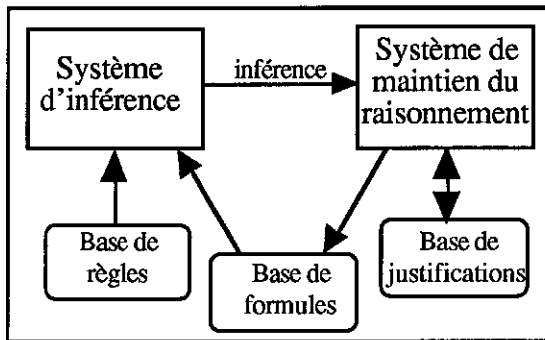 Système
d'inférence
inférence
Système de
maintien du
raisonnement
Base de
règles
Base de
formules
Base de
justifications